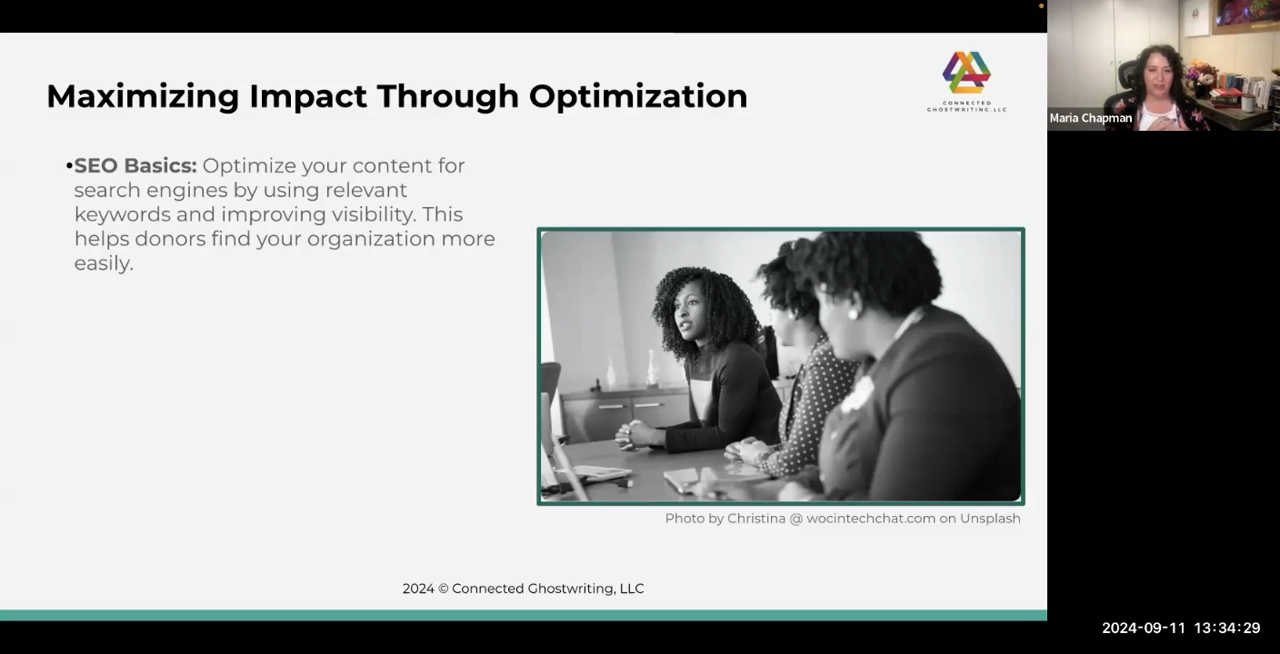 Maximizing Impact Through Optimization
CONNECTED
GHOSTWRITING, LLC
Maria Chapman
•SEO Basics: Optimize your content for
search engines by using relevant
keywords and improving visibility. This
helps donors find your organization more
easily.
Photo by Christina @ wocintechchat.com on Unsplash
2024 © Connected Ghostwriting, LLC
2024-09-11 13:34:29